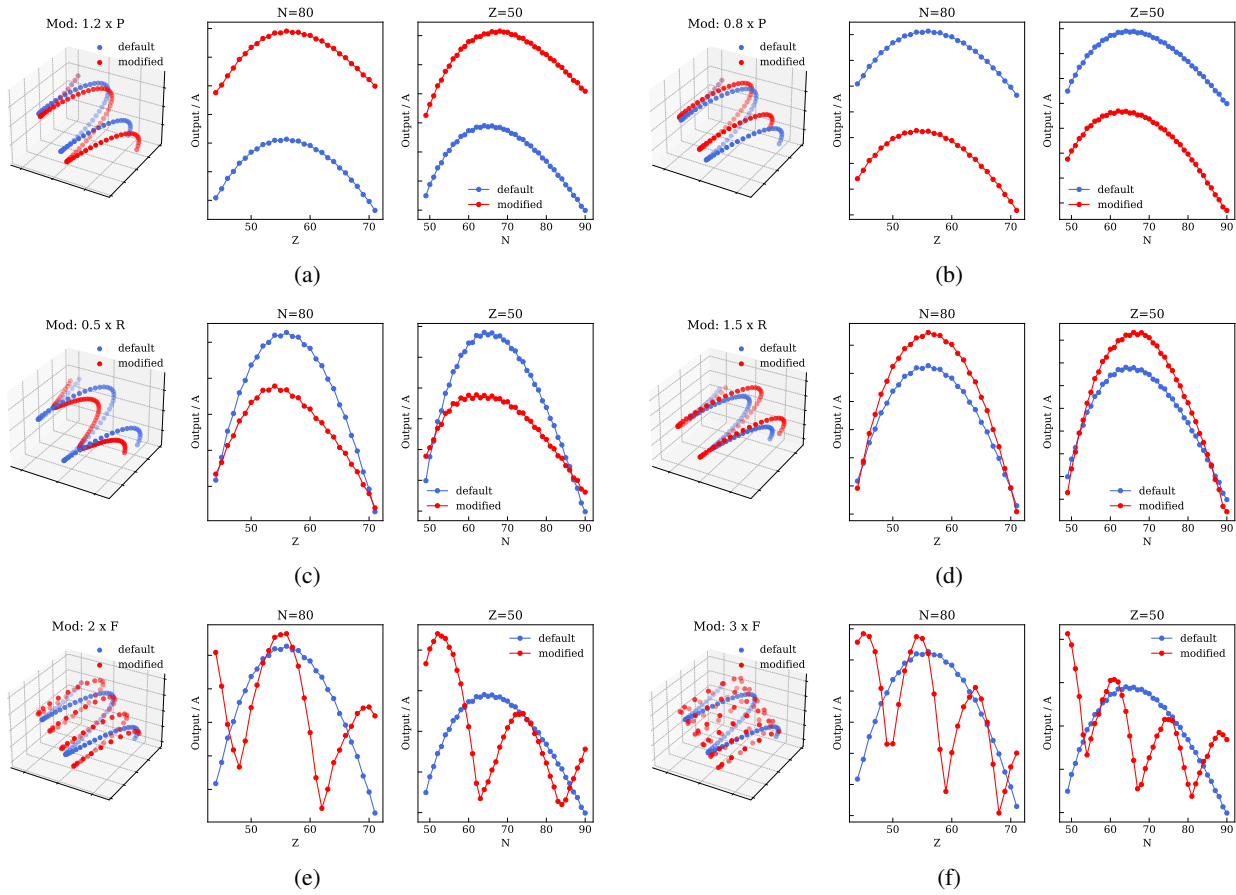 Mod: 1.2 x P
default
modified
N=80
Output / A
50
60
70
Z
Z=50
Output / A
default
modified
50
60
70
80
90
N
(a)
Mod: 0.8 x P
default
modified
N=80
Output / A
50
60
70
Z
Z=50
Output / A
default
modified
50
60
70
80
90
N
(b)
Mod: 0.5 x R
default
modified
N=80
Output / A
50
60
70
Z
Z=50
Output / A
default
modified
50
60
70
80
90
N
(c)
Mod: 1.5 x R
default
modified
N=80
Output / A
50
60
70
Z
Z=50
Output / A
default
modified
50
60
70
80
90
N
(d)
Mod: 2 x F
default
modified
N=80
Output / A
50
60
70
Z
Z=50
Output / A
default
modified
50
60
70
80
90
N
(e)
Mod: 3 x F
default
modified
N=80
Output / A
50
60
70
Z
Z=50
Output / A
default
modified
50
60
70
80
90
N
(f)